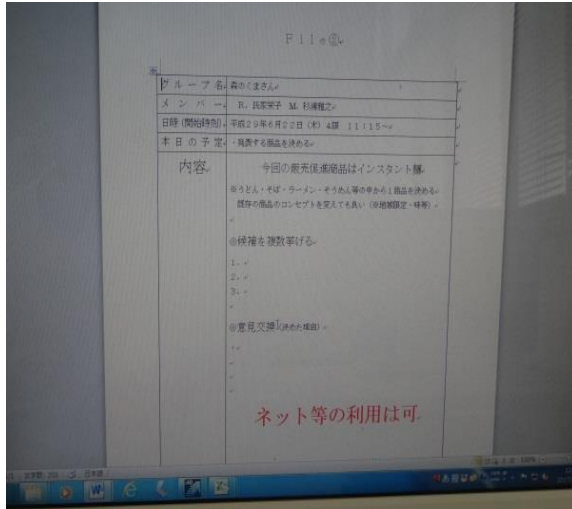 File②
グループ名 森のくまさん
メンバー R. 氏家栄子 M. 杉浦雅之
日時(開始時刻) 平成29年6月22日(木) 4限 11:15~
本日の予定 ・発表する商品を決める
内容 今回の販売促進商品はインスタント麺
※うどん・そば・ラーメン・そうめん等の中から1商品を決める
既存の商品のコンセプトを変えても良い(※地域限定・味等)
◎候補を複数挙げる
1.
2.
3.
◎意見交換(決めた理由)
・
ネット等の利用は可
日本語
100%